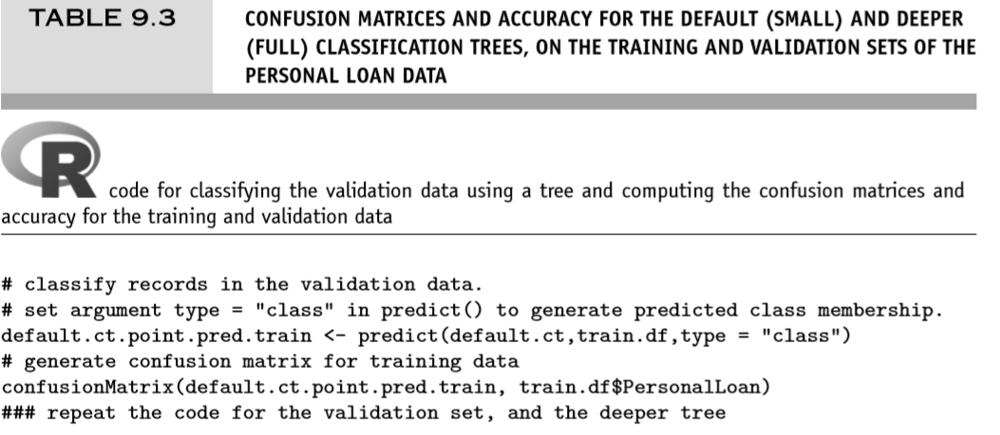 TABLE 9.3
CONFUSION MATRICES AND ACCURACY FOR THE DEFAULT (SMALL) AND DEEPER
(FULL) CLASSIFICATION TREES, ON THE TRAINING AND VALIDATION SETS OF THE
PERSONAL LOAN DATA
R
code for classifying the validation data using a tree and computing the confusion matrices and
accuracy for the training and validation data
# classify records in the validation data.
# set argument type = "class" in predict() to generate predicted class membership.
default.ct.point.pred.train <- predict(default.ct,train.df,type = "class")
# generate confusion matrix for training data
confusionMatrix(default.ct.point.pred.train, train.df$PersonalLoan)
### repeat the code for the validation set, and the deeper tree